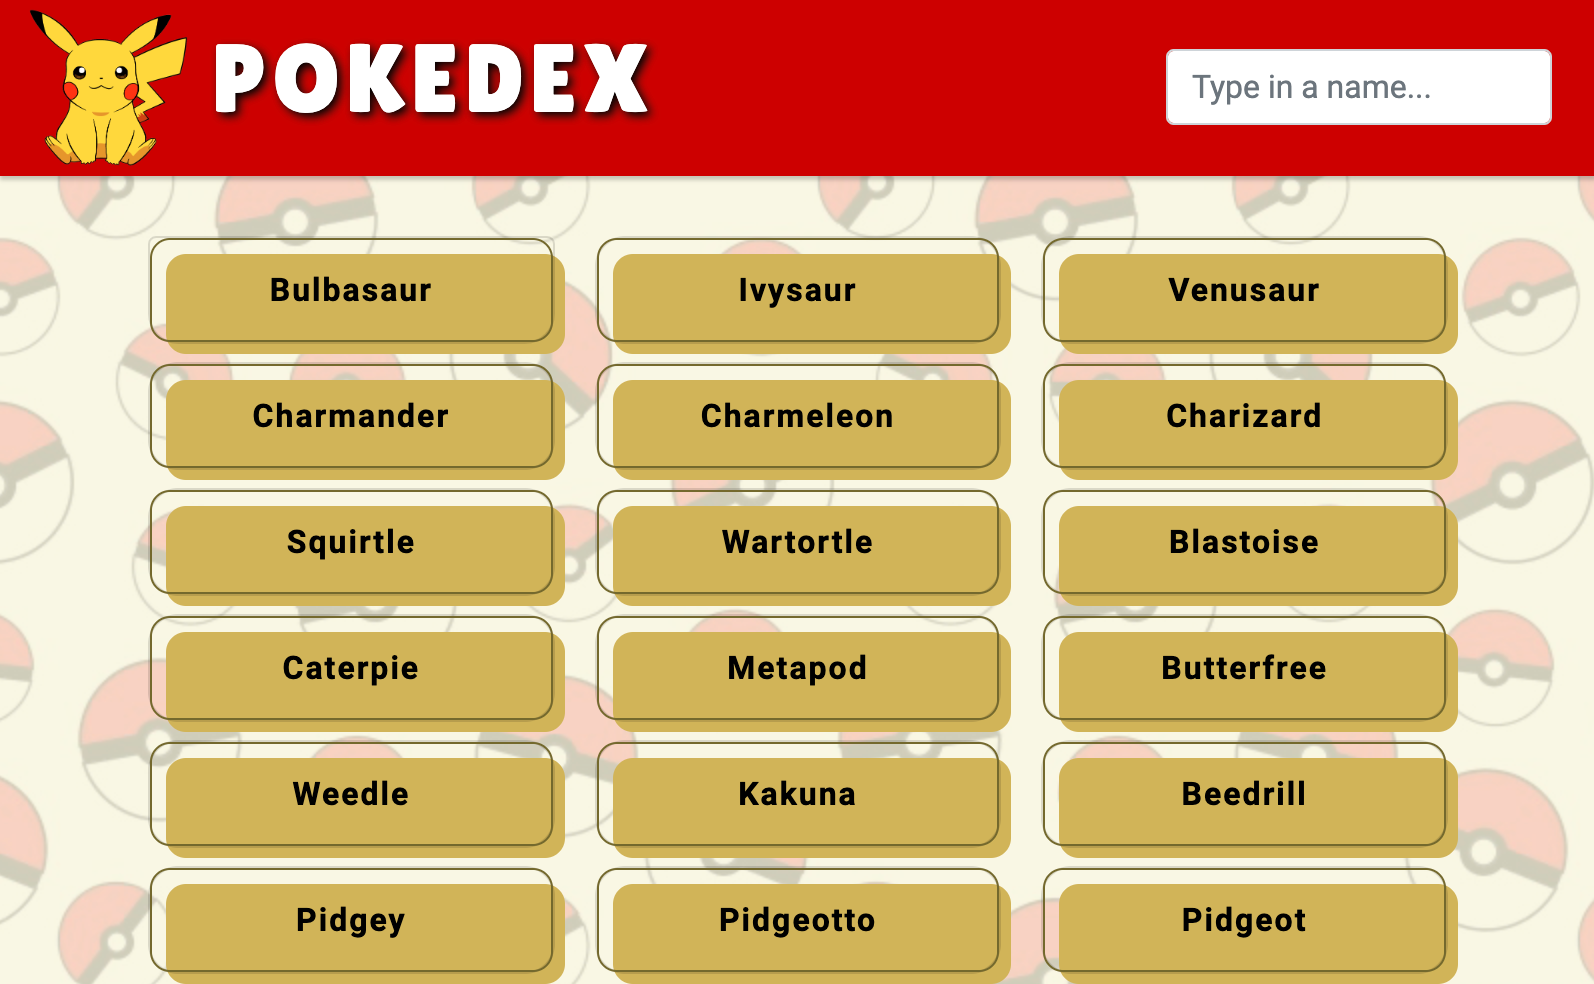 POKEDEX
Type in a name...
Bulbasaur
Ivysaur
Venusaur
Charmander
Charmeleon
Charizard
Squirtle
Wartortle
Blastoise
Caterpie
Metapod
Butterfree
Weedle
Kakuna
Beedrill
Pidgey
Pidgeotto
Pidgeot